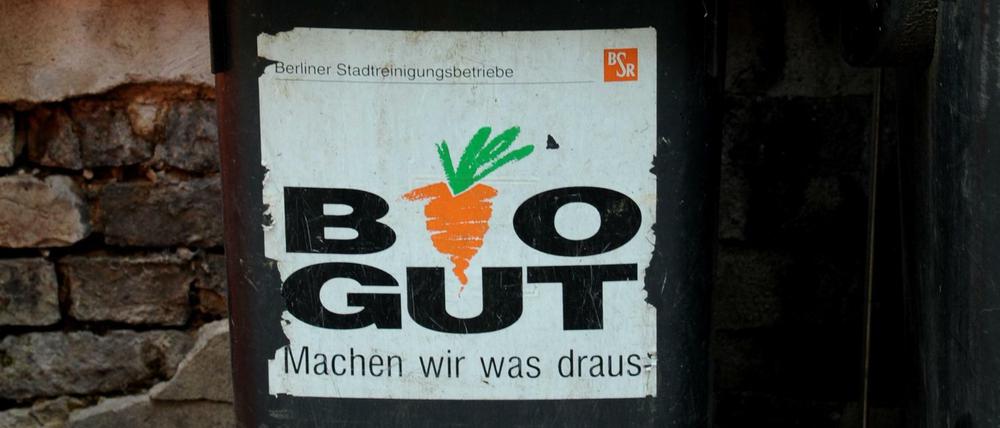 Berliner Stadtreinigungsbetriebe
BSR
BIO
GUT
Machen wir was draus.